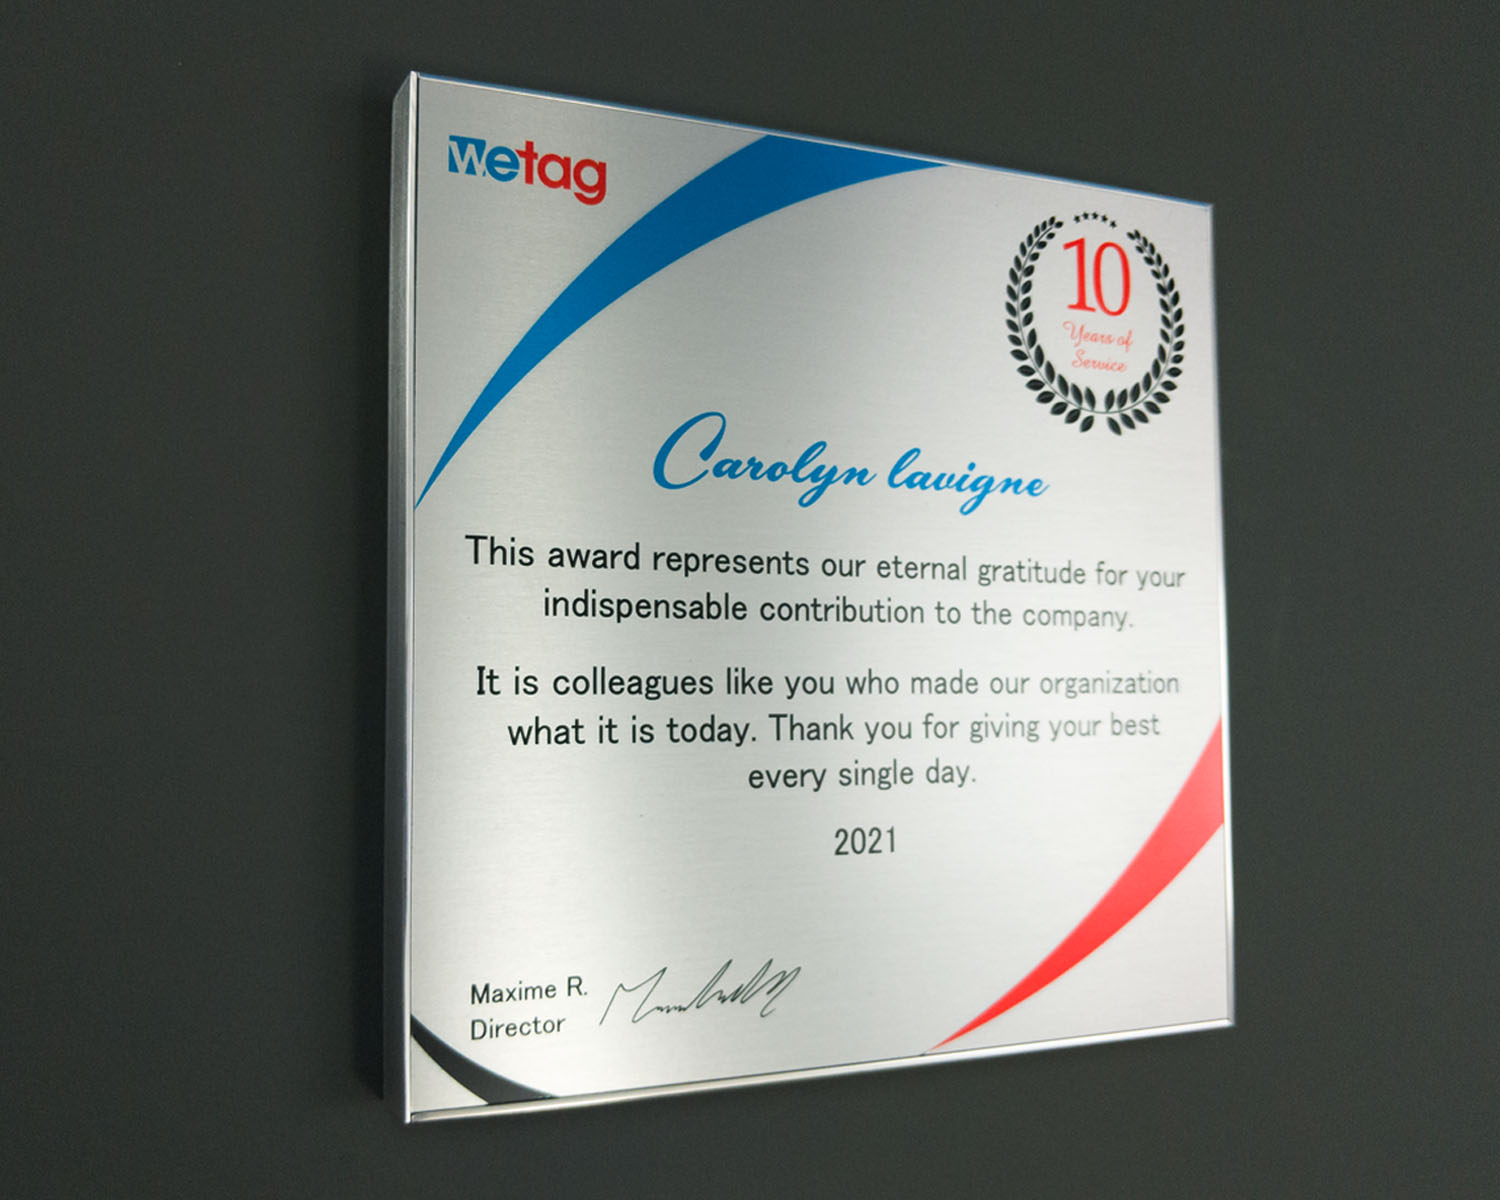 wetag
10
Years of
Service
Carolyn lavigne
This award represents our eternal gratitude for your
indispensable contribution to the company.
It is colleagues like you who made our organization
what it is today. Thank you for giving your best
every single day.
2021
Maxime R.
Director